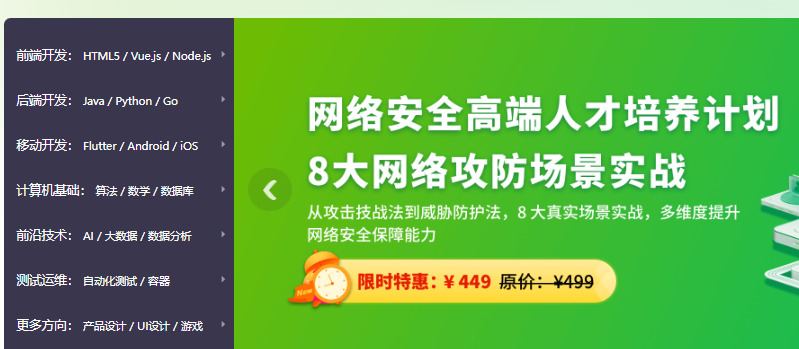 前端开发： HTML5 / Vue.js / Node.js
后端开发： Java / Python / Go
移动开发： Flutter / Android / iOS
计算机基础： 算法 / 数学 / 数据库
前沿技术： AI / 大数据 / 数据分析
测试运维： 自动化测试 / 容器
更多方向： 产品设计 / UI设计 / 游戏
网络安全高端人才培养计划
8大网络攻防场景实战
从攻击技战法到威胁防护法，8 大真实场景实战，多维度提升
网络安全保障能力
New
限时特惠：¥ 449 原价：¥499